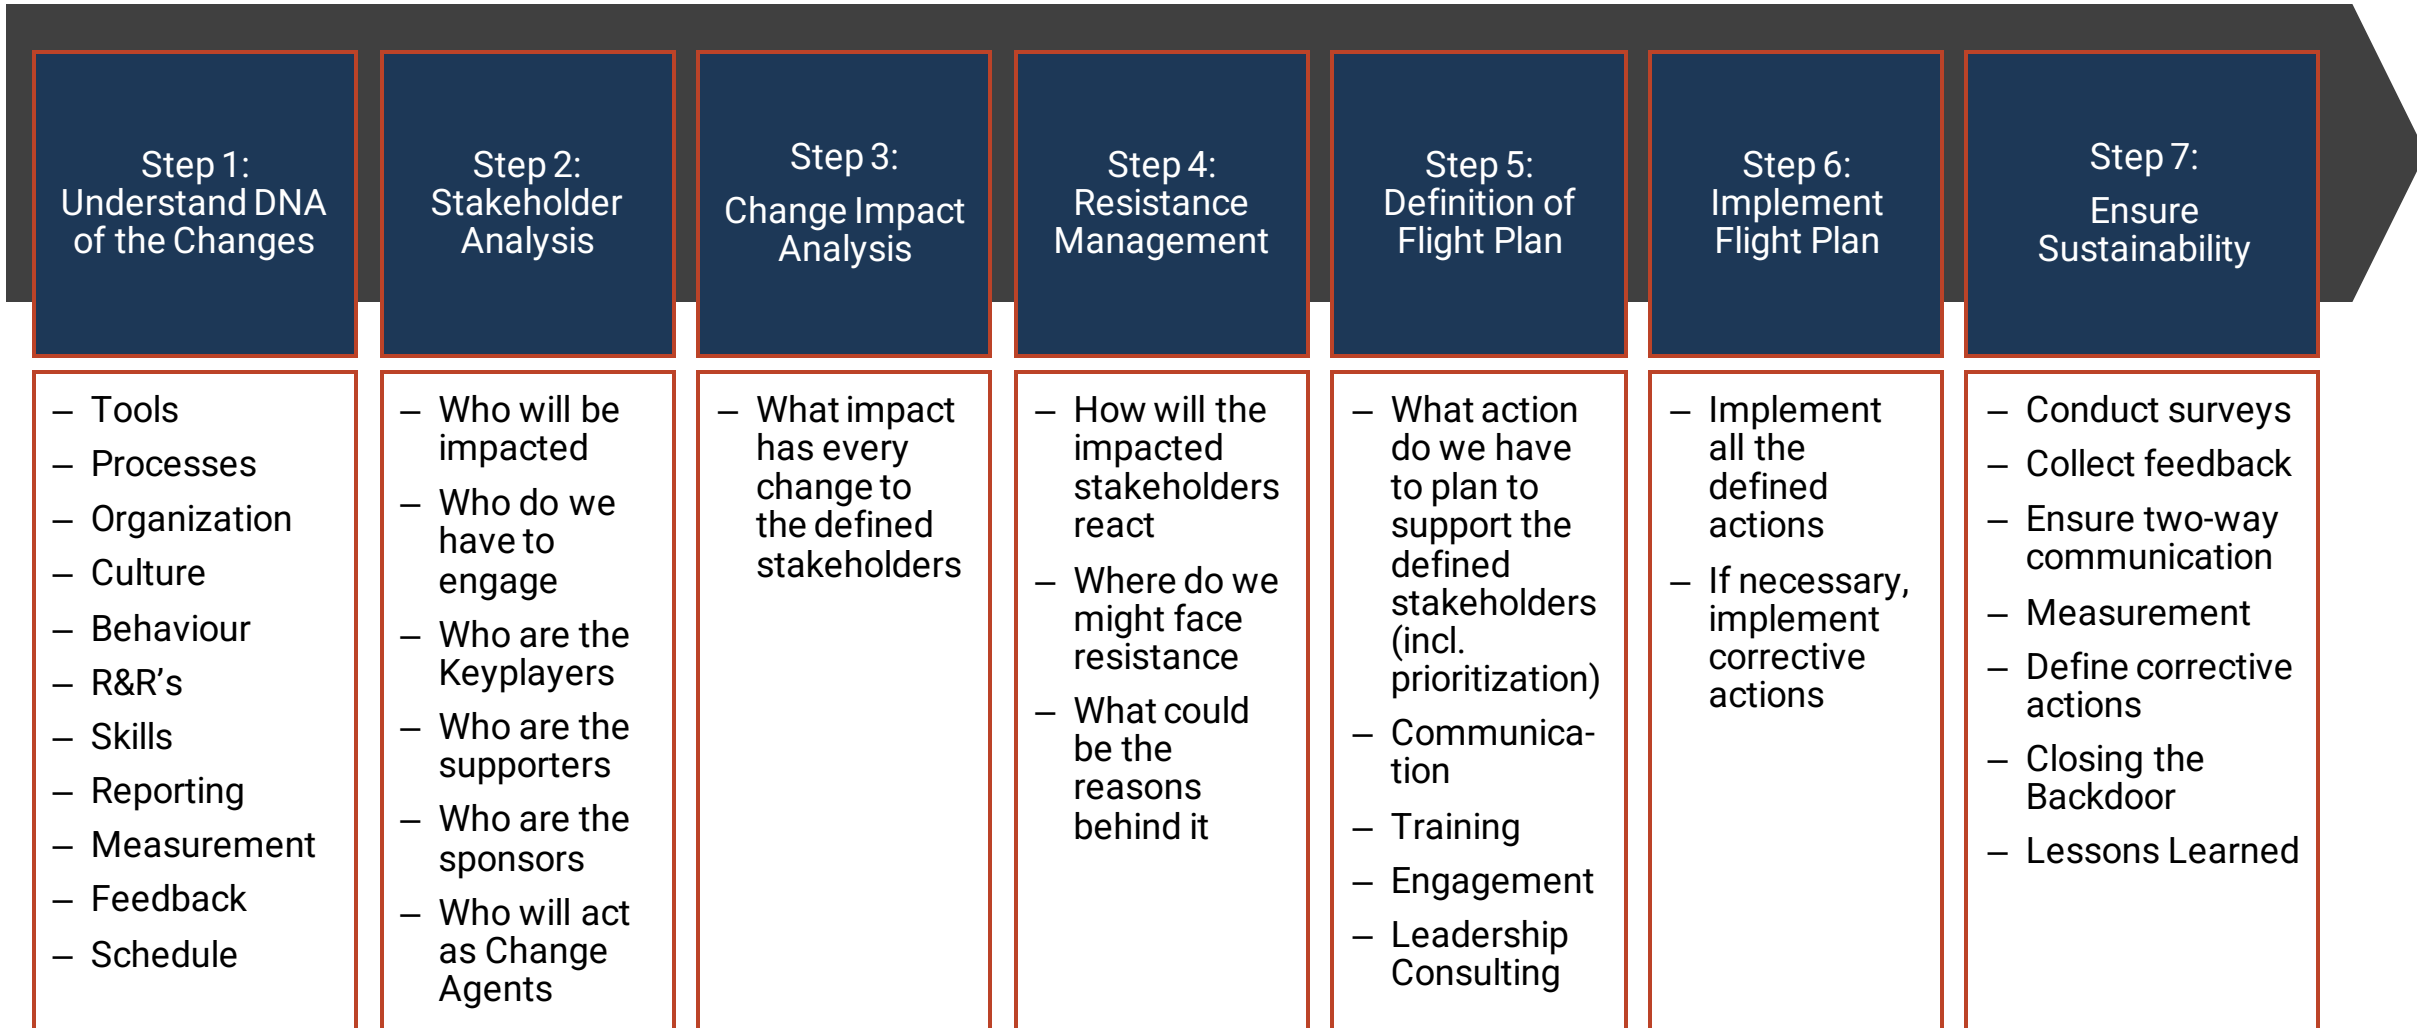 Step 1:
Understand DNA
of the Changes
Step 2:
Stakeholder
Analysis
Step 3:
Change Impact
Analysis
Step 4:
Resistance
Management
Step 5:
Definition of
Flight Plan
Step 6:
Implement
Flight Plan
Step 7:
Ensure
Sustainability
– Tools
– Processes
– Organization
– Culture
– Behaviour
– R&R’s
– Skills
– Reporting
– Measurement
– Feedback
– Schedule
– Who will be
impacted
– Who do we
have to
engage
– Who are the
Keyplayers
– Who are the
supporters
– Who are the
sponsors
– Who will act
as Change
Agents
– What impact
has every
change to
the defined
stakeholders
– How will the
impacted
stakeholders
react
– Where do we
might face
resistance
– What could
be the
reasons
behind it
– What action
do we have
to plan to
support the
defined
stakeholders
(incl.
prioritization)
– Communica-
tion
– Training
– Engagement
– Leadership
Consulting
– Implement
all the
defined
actions
– If necessary,
implement
corrective
actions
– Conduct surveys
– Collect feedback
– Ensure two-way
communication
– Measurement
– Define corrective
actions
– Closing the
Backdoor
– Lessons Learned